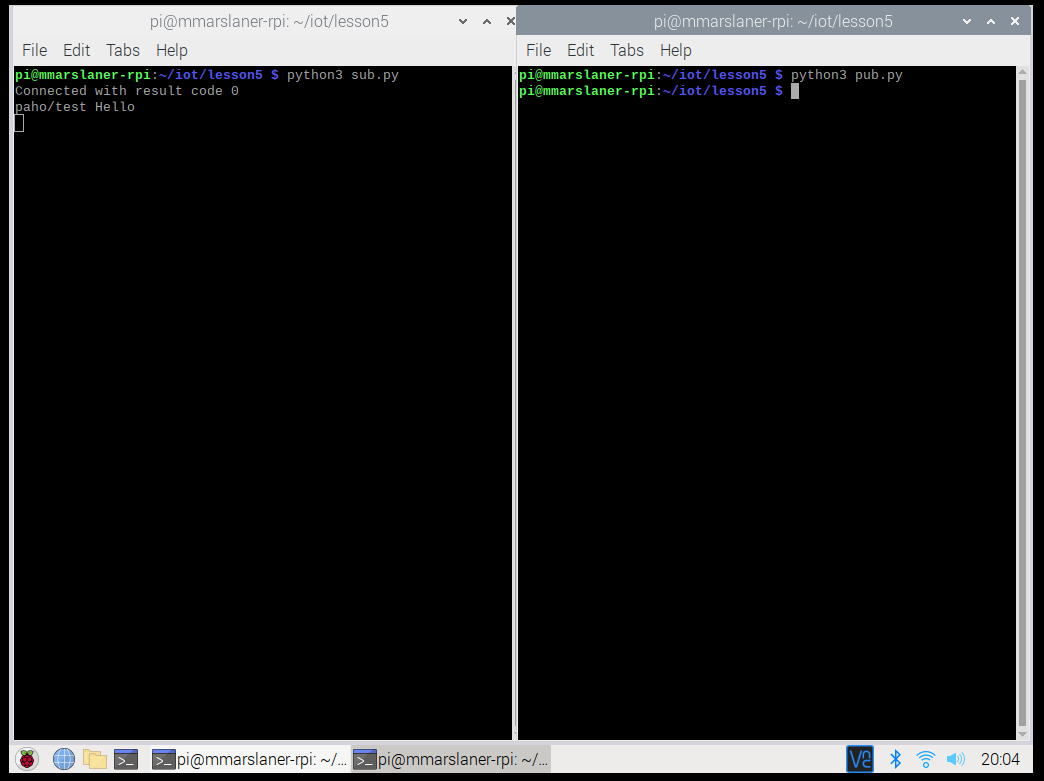 pi@mmarslaner-rpi: ~/iot/lesson5
File Edit Tabs Help
pi@mmarslaner-rpi:~/iot/lesson5 $ python3 sub.py
Connected with result code 0
paho/test Hello
pi@mmarslaner-rpi: ~/iot/lesson5
File Edit Tabs Help
pi@mmarslaner-rpi:~/iot/lesson5 $ python3 pub.py
pi@mmarslaner-rpi:~/iot/lesson5 $
>_ >_ pi@mmarslaner-rpi: ~/... >_ pi@mmarslaner-rpi: ~/... 20:04